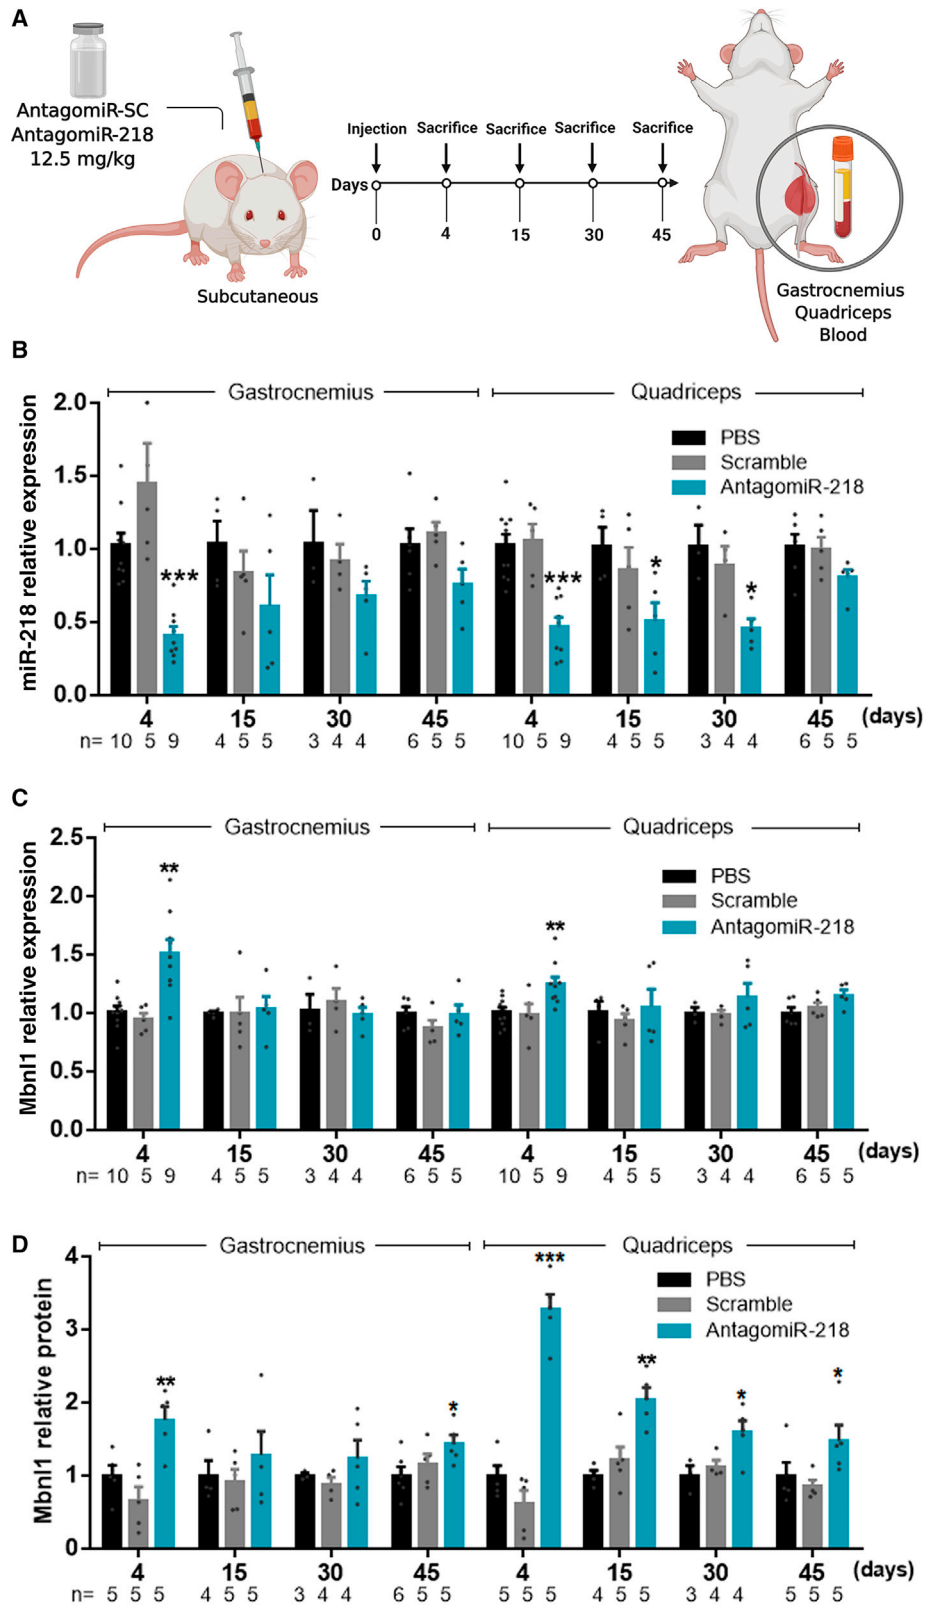 A
AntagomiR-SC
AntagomiR-218
12.5 mg/kg
Subcutaneous
Injection Sacrifice Sacrifice Sacrifice Sacrifice
Days
0 4 15 30 45
Gastrocnemius
Quadriceps
Blood
B
Gastrocnemius Quadriceps
miR-218 relative expression
2.0
1.5
1.0
0.5
0.0
PBS
Scramble
AntagomiR-218
*** *** * *
4 15 30 45 4 15 30 45 (days)
n= 10 5 9 4 5 5 3 4 4 6 5 5 10 5 9 4 5 5 3 4 4 6 5 5
C
Gastrocnemius Quadriceps
Mbnl1 relative expression
2.5
2.0
1.5
1.0
0.5
0.0
PBS
Scramble
AntagomiR-218
** **
4 15 30 45 4 15 30 45 (days)
n= 10 5 9 4 5 5 3 4 4 6 5 5 10 5 9 4 5 5 3 4 4 6 5 5
D
Gastrocnemius Quadriceps
Mbnl1 relative protein
4
3
2
1
0
PBS
Scramble
AntagomiR-218
** * *** ** * *
4 15 30 45 4 15 30 45 (days)
n= 5 5 5 4 5 5 3 4 4 6 5 5 5 5 5 4 5 5 3 4 4 5 5 5